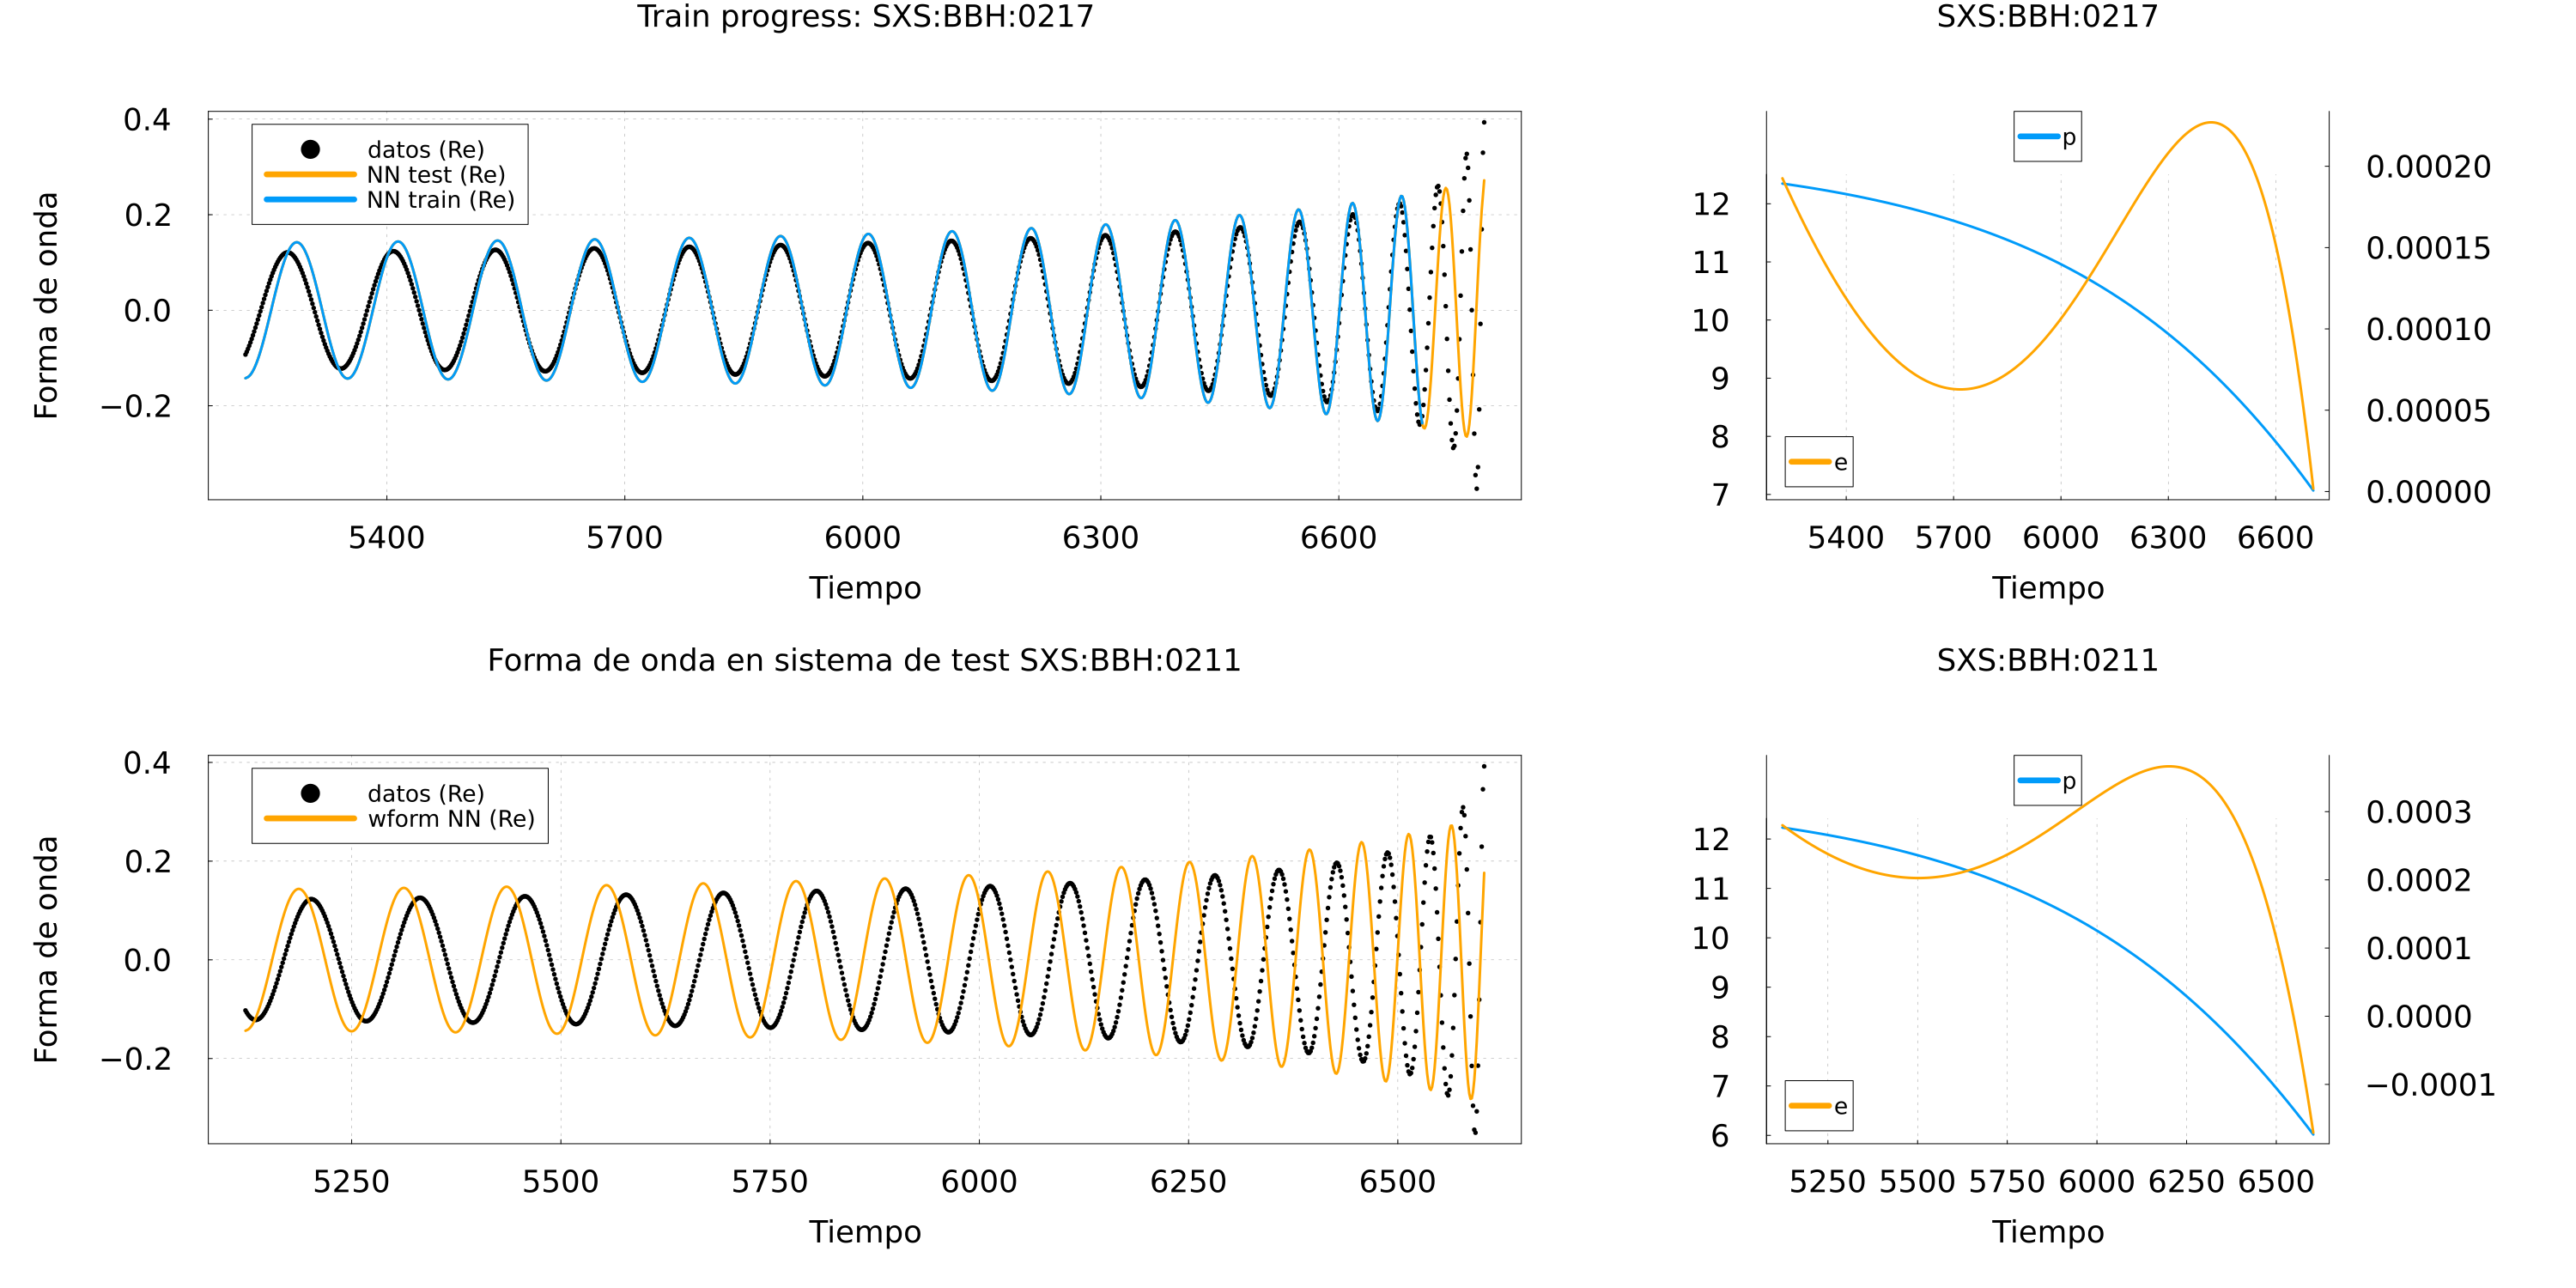 Train progress: SXS:BBH:0217
Forma de onda
0.4
0.2
0.0
−0.2
datos (Re)
NN test (Re)
NN train (Re)
5400 5700 6000 6300 6600
Tiempo
SXS:BBH:0217
12
11
10
9
8
7
p
e
0.00020
0.00015
0.00010
0.00005
0.00000
5400 5700 6000 6300 6600
Tiempo
Forma de onda en sistema de test SXS:BBH:0211
Forma de onda
0.4
0.2
0.0
−0.2
datos (Re)
wform NN (Re)
5250 5500 5750 6000 6250 6500
Tiempo
SXS:BBH:0211
12
11
10
9
8
7
6
p
e
0.0003
0.0002
0.0001
0.0000
−0.0001
5250 5500 5750 6000 6250 6500
Tiempo